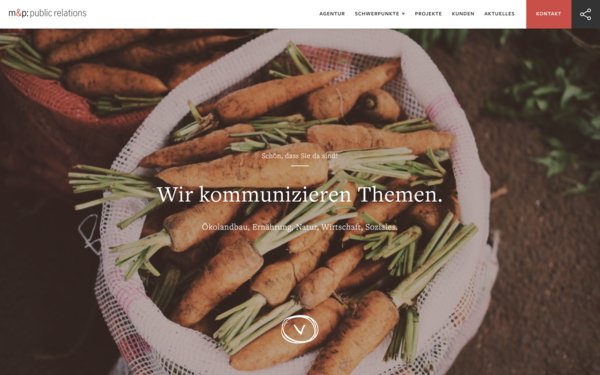 m&p: public relations
AGENTUR
SCHWERPUNKTE
PROJEKTE
KUNDEN
AKTUELLES
KONTAKT
Schön, dass Sie da sind!
Wir kommunizieren Themen.
Ökolandbau, Ernährung, Natur, Wirtschaft, Soziales.